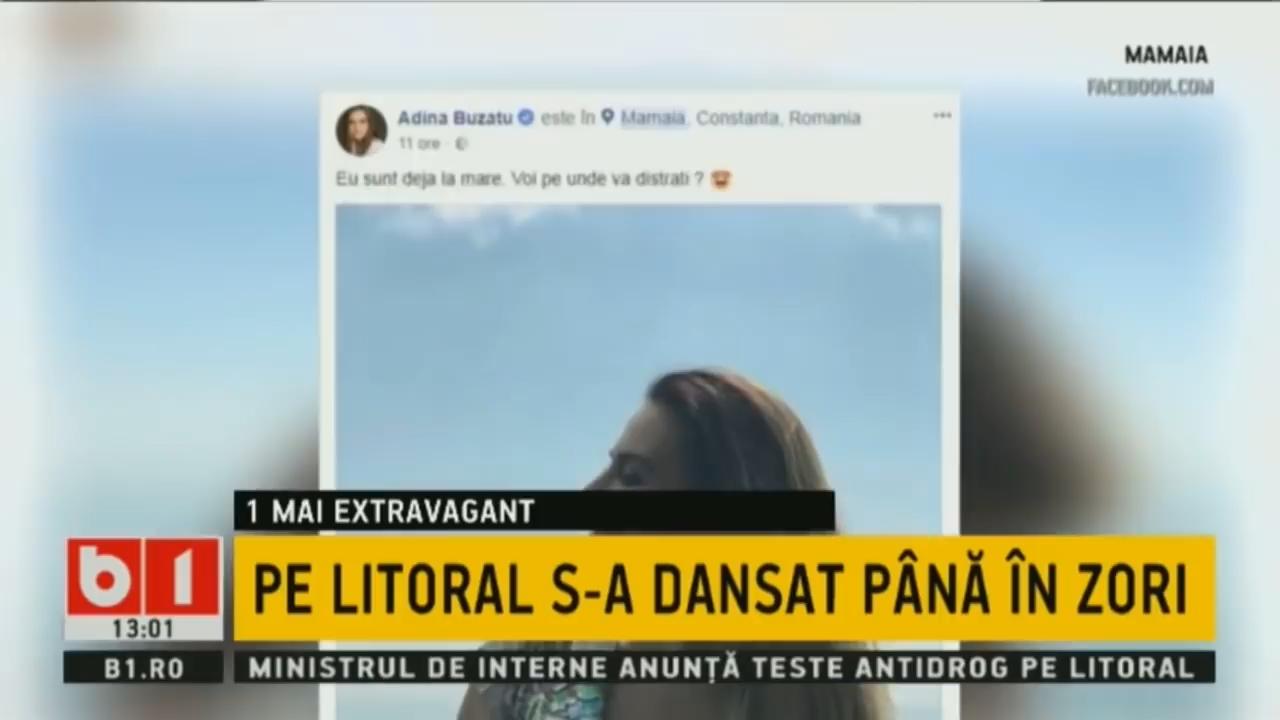 MAMAIA
FACEBOOK.COM
Adina Buzatu este în Mamaia, Constanta, Romania
11 ore
Eu sunt deja la mare. Voi pe unde va distrati ?
1 MAI EXTRAVAGANT
b1
PE LITORAL S-A DANSAT PÂNĂ ÎN ZORI
13:01
B1.RO
MINISTRUL DE INTERNE ANUNȚĂ TESTE ANTIDROG PE LITORAL